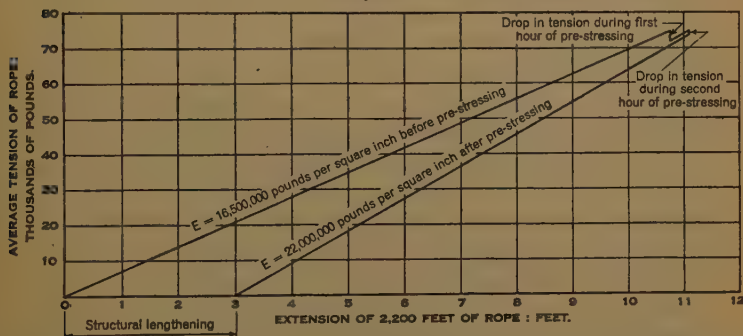 Drop in tension during first
hour of pre-stressing
Drop in tension
during second
hour of pre-stressing
E = 16,500,000 pounds per square inch before pre-stressing
E = 22,000,000 pounds per square inch after pre-stressing
AVERAGE TENSION OF ROPE:
THOUSANDS OF POUNDS.
80
70
60
50
40
30
20
10
0 1 2 3 4 5 6 7 8 9 10 11 12
Structural lengthening
EXTENSION OF 2,200 FEET OF ROPE : FEET.